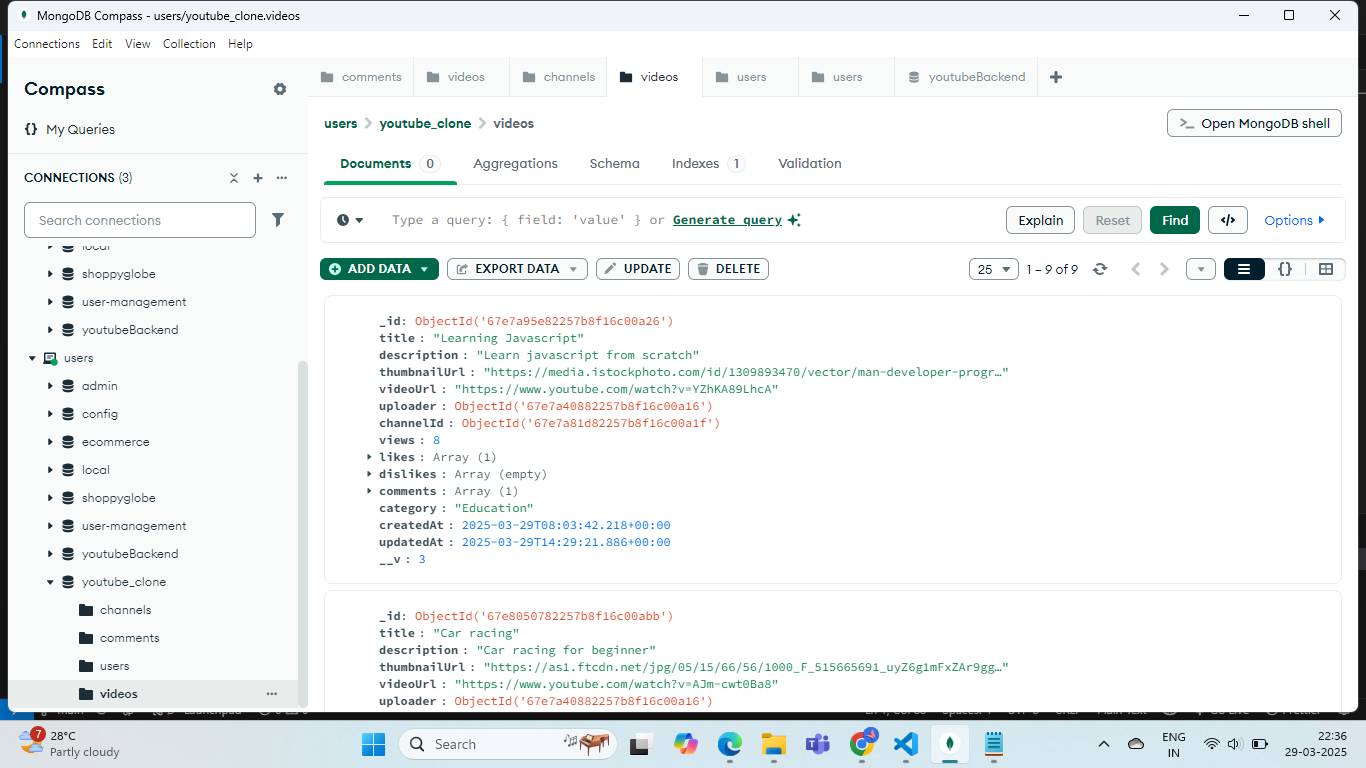 MongoDB Compass - users/youtube_clone.videos
Connections Edit View Collection Help
Compass
My Queries
CONNECTIONS (3)
Search connections
local
shoppyglobe
user-management
youtubeBackend
users
admin
config
ecommerce
local
shoppyglobe
user-management
youtubeBackend
youtube_clone
channels
comments
users
videos
comments videos channels videos users users youtubeBackend
users > youtube_clone > videos
>_ Open MongoDB shell
Documents 0 Aggregations Schema Indexes 1 Validation
Type a query: { field: 'value' } or Generate query
Explain Reset Find </> Options
ADD DATA EXPORT DATA UPDATE DELETE
25 1 – 9 of 9 {}
_id: ObjectId('67e7a95e82257b8f16c00a26')
title : "Learning Javascript"
description : "Learn javascript from scratch"
thumbnailUrl : "https://media.istockphoto.com/id/1309893470/vector/man-developer-progr…"
videoUrl : "https://www.youtube.com/watch?v=YZhKA89LhcA"
uploader : ObjectId('67e7a40882257b8f16c00a16')
channelId : ObjectId('67e7a81d82257b8f16c00a1f')
views : 8
likes : Array (1)
dislikes : Array (empty)
comments : Array (1)
category : "Education"
createdAt : 2025-03-29T08:03:42.218+00:00
updatedAt : 2025-03-29T14:29:21.886+00:00
__v : 3
_id: ObjectId('67e8050782257b8f16c00abb')
title : "Car racing"
description : "Car racing for beginner"
thumbnailUrl : "https://as1.ftcdn.net/jpg/05/15/66/56/1000_F_515665691_uyZ6g1mFxZAr9gg…"
videoUrl : "https://www.youtube.com/watch?v=AJm-cwt0Ba8"
uploader : ObjectId('67e7a40882257b8f16c00a16')
7
28°C
Partly cloudy
Search
ENG
IN
22:36
29-03-2025